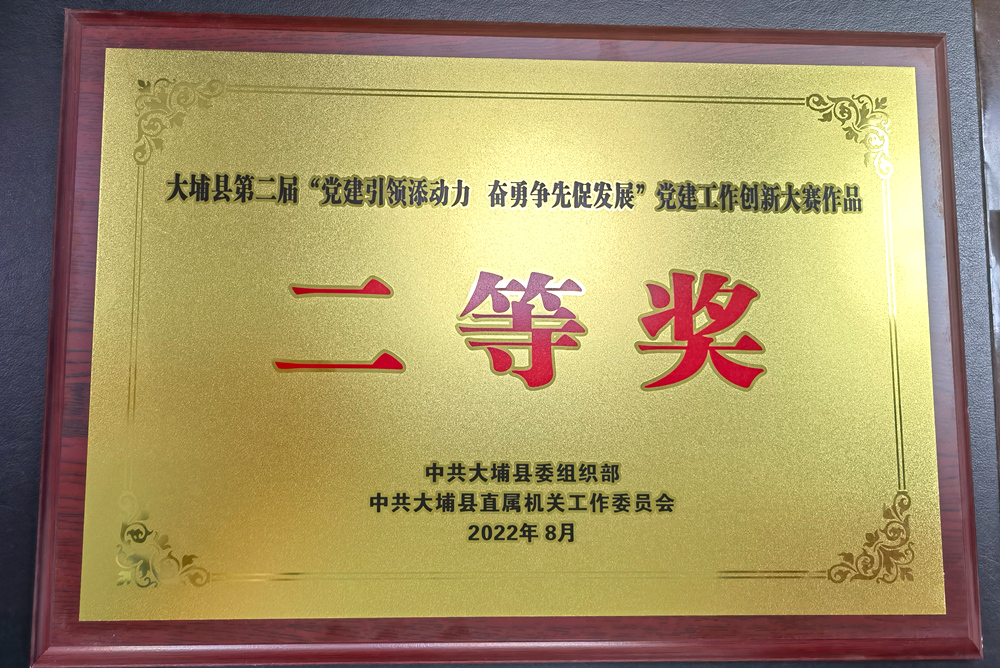 大埔县第二届“党建引领添动力 奋勇争先促发展”党建工作创新大赛作品
二等奖
中共大埔县委组织部
中共大埔县直属机关工作委员会
2022年8月